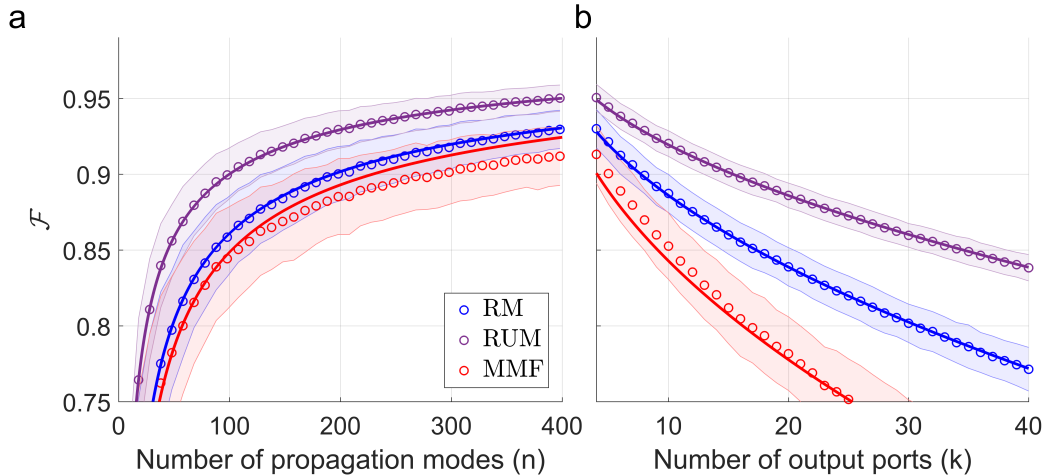 a
b
0.95
0.9
0.85
0.8
0.75
ℱ
RM
RUM
MMF
0 100 200 300 400
10 20 30 40
Number of propagation modes (n)
Number of output ports (k)